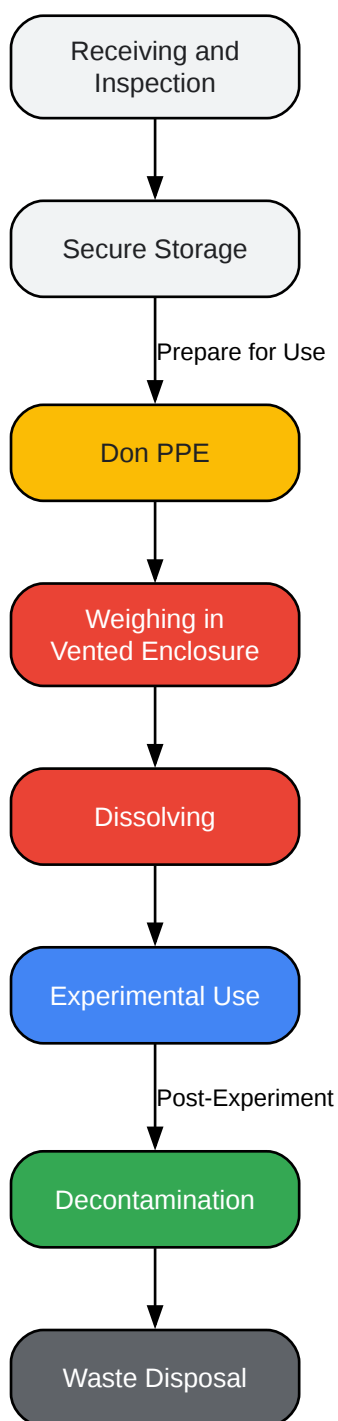 Receiving and
Inspection
Secure Storage
Prepare for Use
Don PPE
Weighing in
Vented Enclosure
Dissolving
Experimental Use
Post-Experiment
Decontamination
Waste Disposal